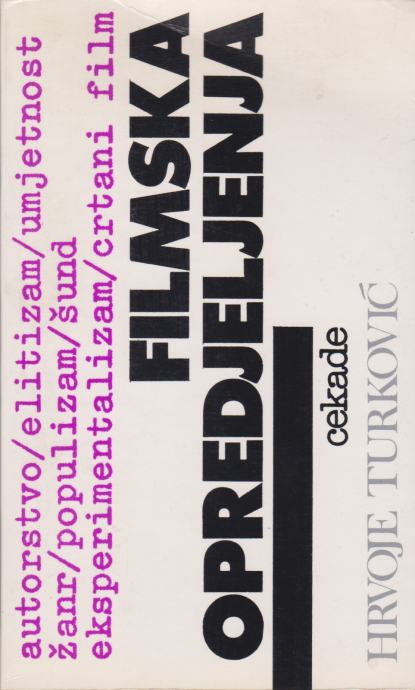 autorstvo/elitizam/umjetnost
žanr/populizam/šund
eksperimentalizam/crtani film
FILMSKA
OPREDJELJENJA
cekade
HRVOJE TURKOVIĆ